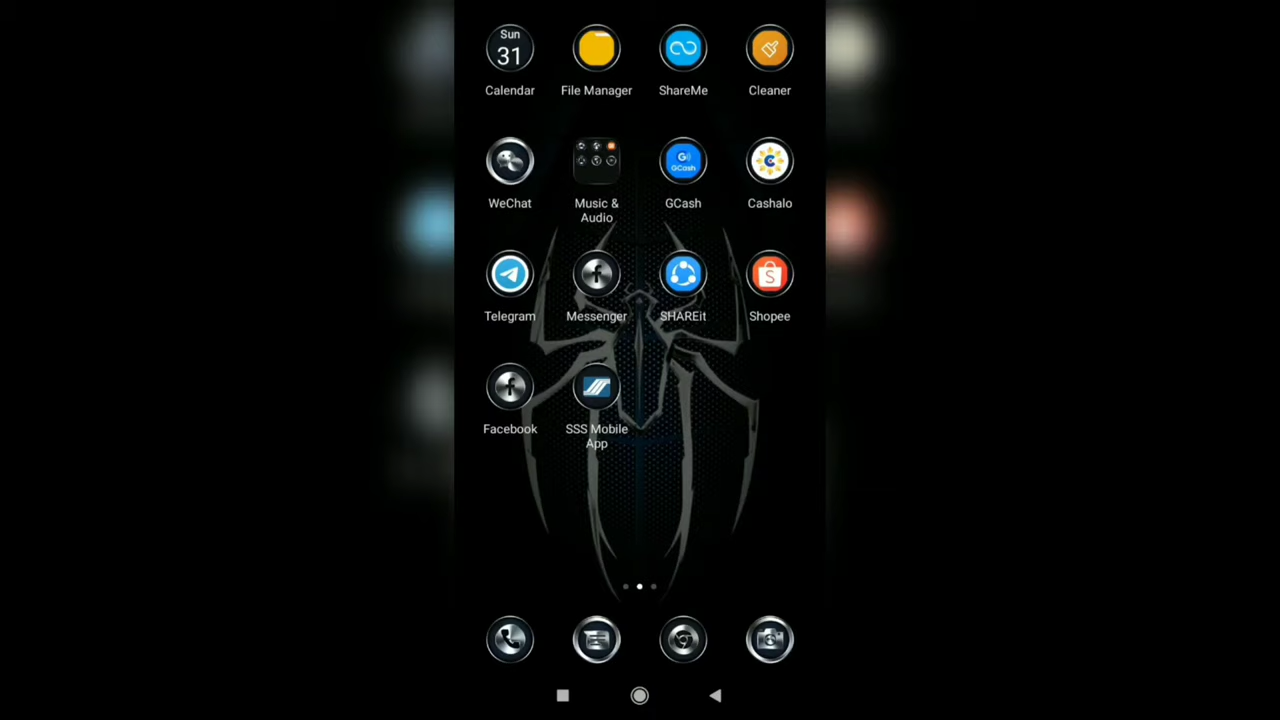 Sun
31
Calendar
File Manager
ShareMe
Cleaner
WeChat
Music &
Audio
G))
GCash
GCash
Cashalo
Telegram
Messenger
SHAREit
S
Shopee
Facebook
SSS Mobile
App